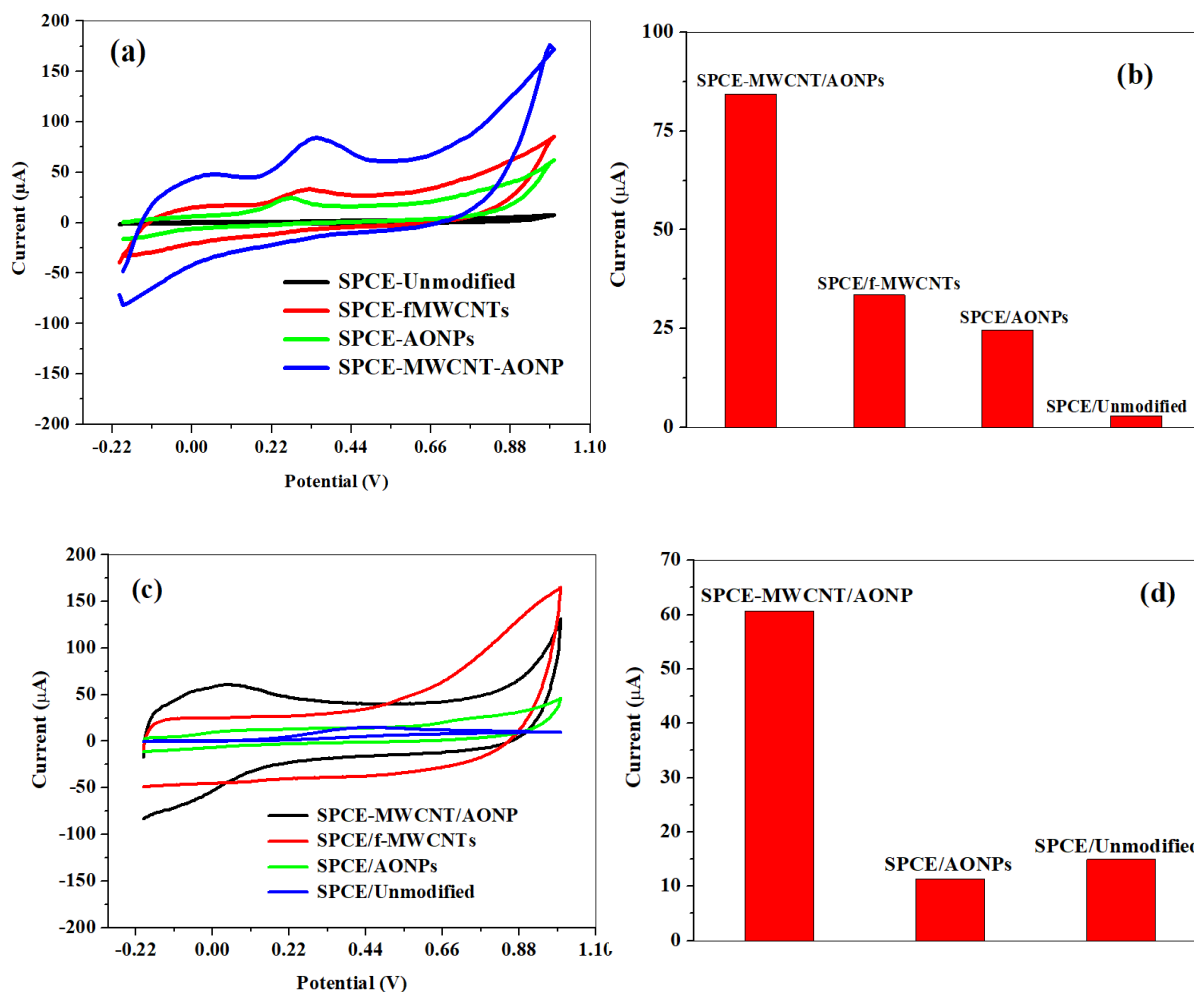 (a)
200
150
100
50
0
-50
-100
-150
-200
Current (µA)
-0.22 0.00 0.22 0.44 0.66 0.88 1.10
Potential (V)
SPCE-Unmodified
SPCE-fMWCNTs
SPCE-AONPs
SPCE-MWCNT-AONP
(b)
100
75
50
25
0
Current (µA)
SPCE-MWCNT/AONPs
SPCE/f-MWCNTs
SPCE/AONPs
SPCE/Unmodified
(c)
200
150
100
50
0
-50
-100
-150
-200
Current (µA)
-0.22 0.00 0.22 0.44 0.66 0.88 1.10
Potential (V)
SPCE-MWCNT/AONP
SPCE/f-MWCNTs
SPCE/AONPs
SPCE/Unmodified
(d)
70
60
50
40
30
20
10
0
Current (µA)
SPCE-MWCNT/AONP
SPCE/AONPs
SPCE/Unmodified